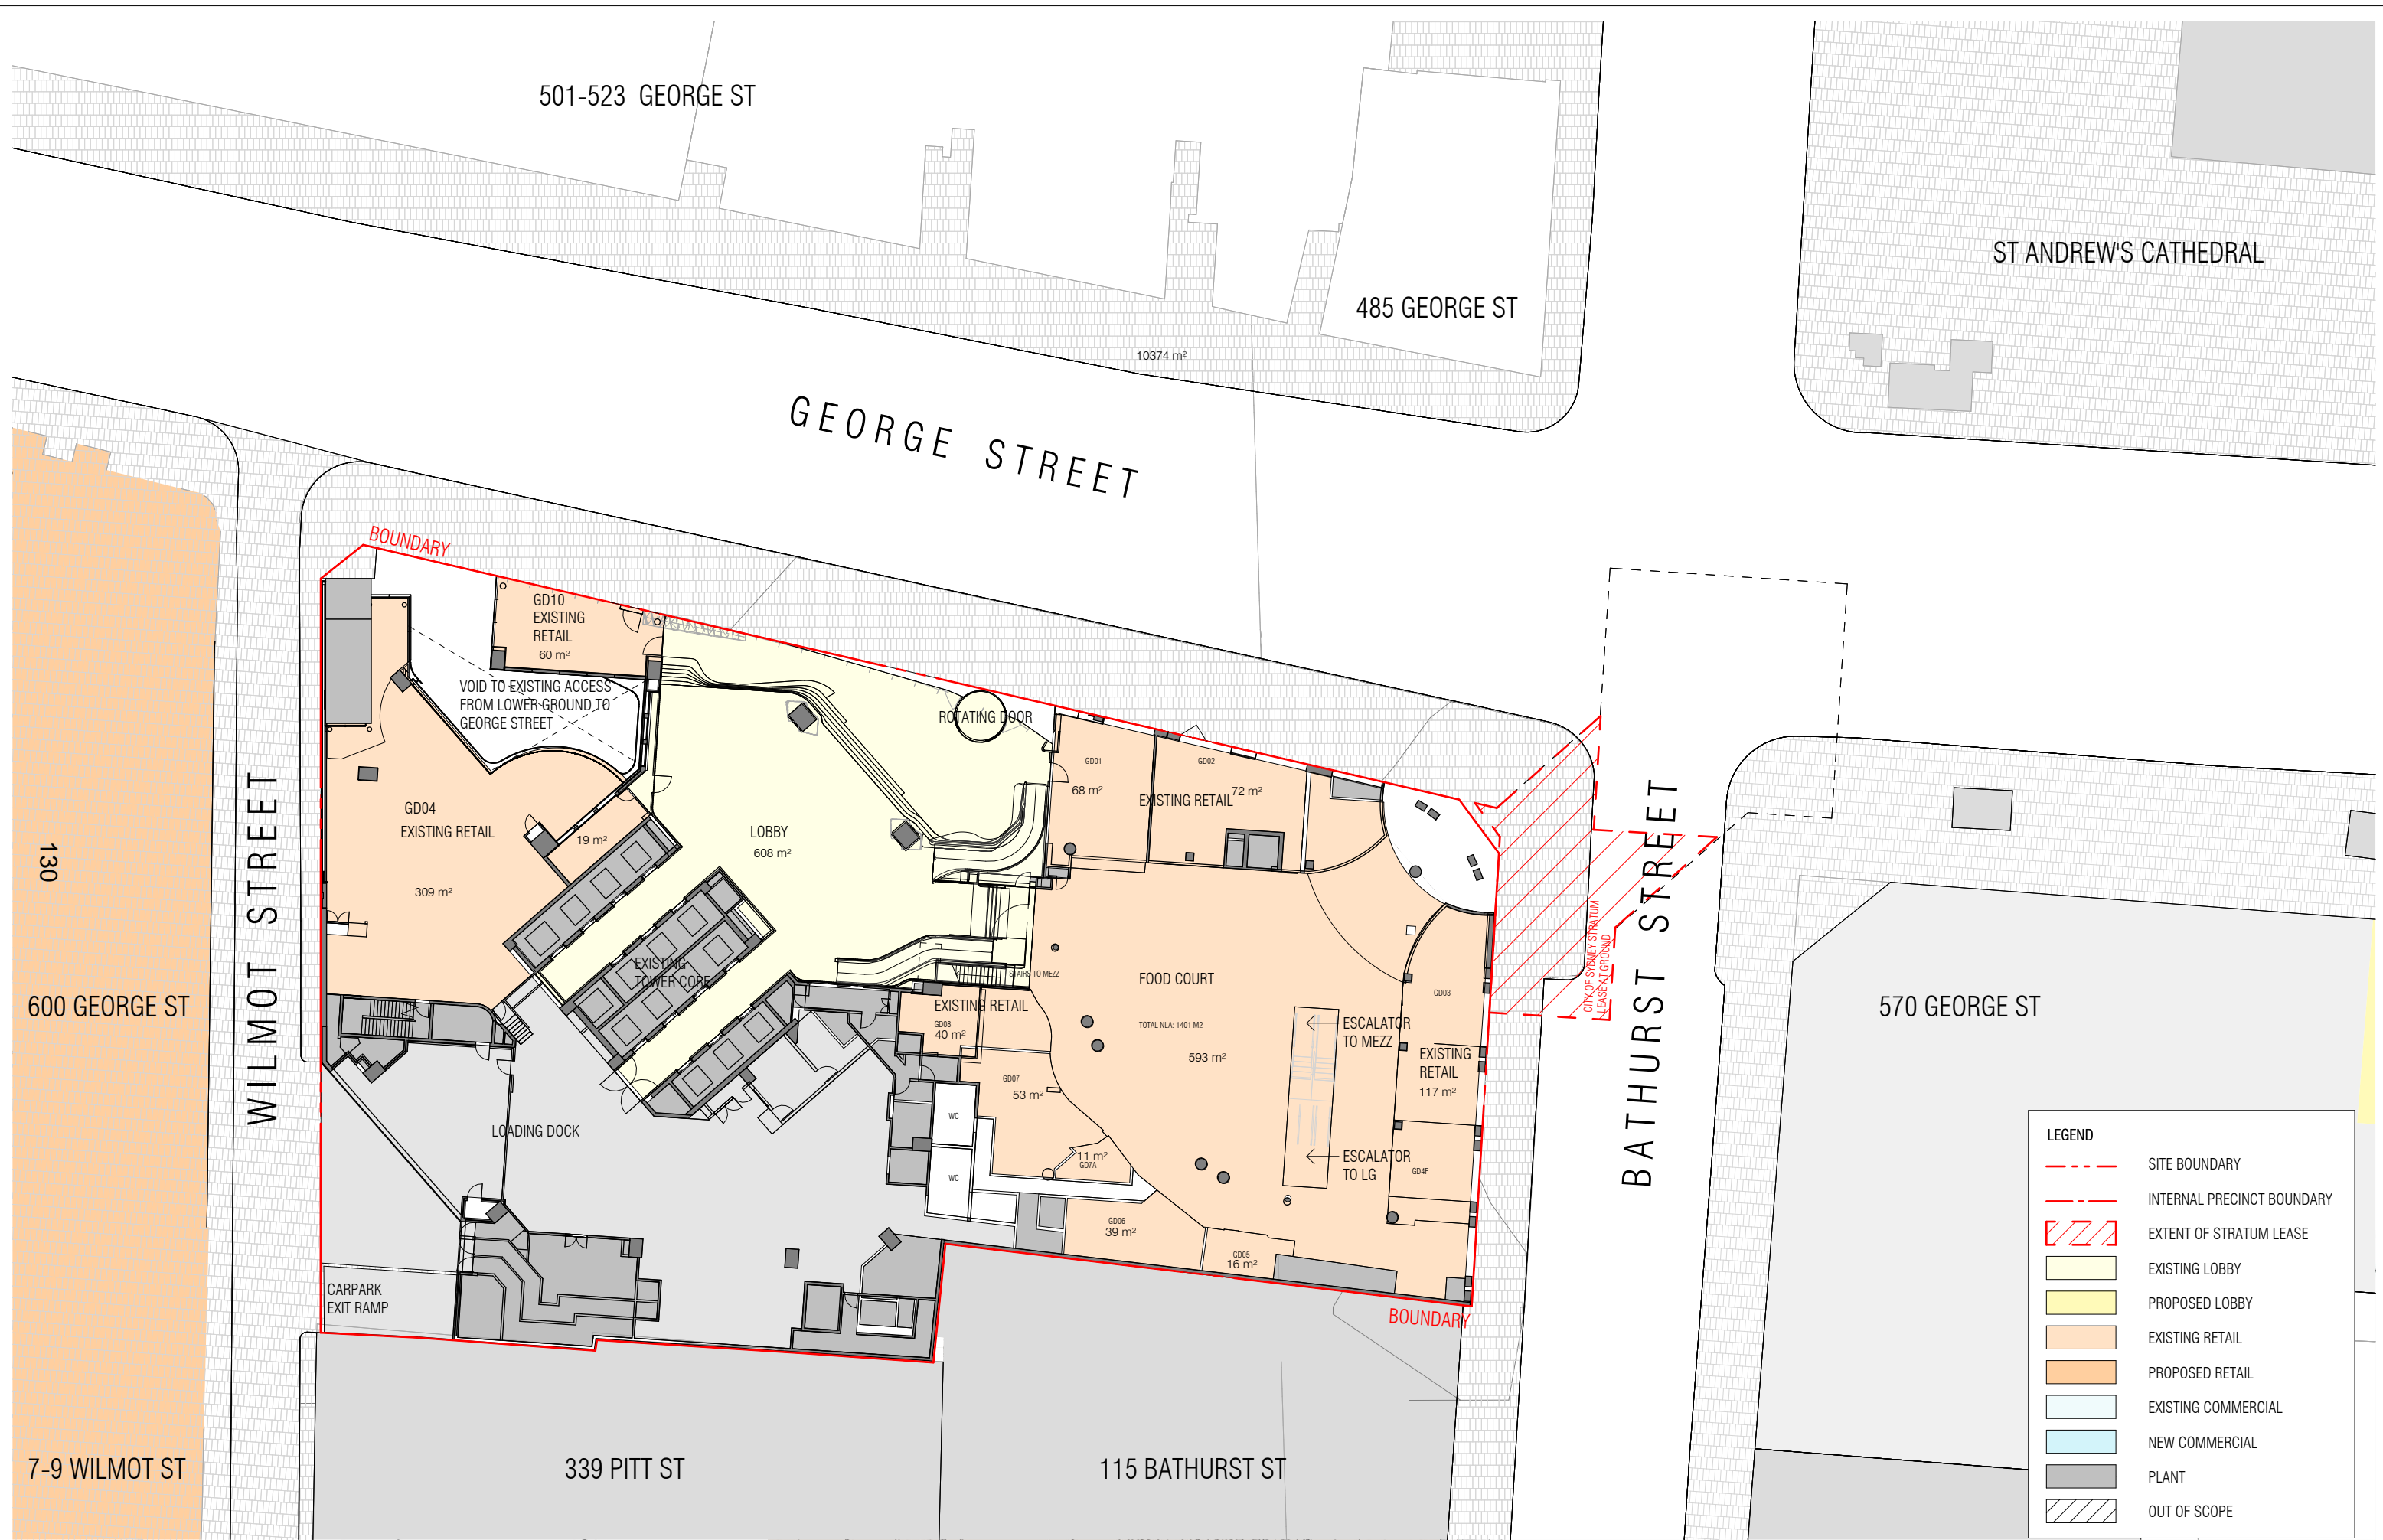 501-523 GEORGE ST
ST ANDREW'S CATHEDRAL
485 GEORGE ST
10374 m²
GEORGE STREET
BOUNDARY
GD10
EXISTING
RETAIL
60 m²
VOID TO EXISTING ACCESS
FROM LOWER GROUND TO
GEORGE STREET
ROTATING DOOR
GD01
68 m²
GD02
72 m²
EXISTING RETAIL
GD04
EXISTING RETAIL
309 m²
19 m²
LOBBY
608 m²
WILMOT STREET
BATHURST STREET
130
600 GEORGE ST
7-9 WILMOT ST
EXISTING
TOWER CORE
STAIRS TO MEZZ
FOOD COURT
TOTAL NLA: 1401 M2
593 m²
EXISTING RETAIL
GD08
40 m²
GD07
53 m²
11 m²
GD7A
WC
WC
ESCALATOR
TO MEZZ
ESCALATOR
TO LG
GD03
EXISTING
RETAIL
117 m²
GD4F
GD06
39 m²
GD05
16 m²
CITY OF SYDNEY STRATUM
LEASE AT GROUND
570 GEORGE ST
LOADING DOCK
CARPARK
EXIT RAMP
BOUNDARY
339 PITT ST
115 BATHURST ST
LEGEND
SITE BOUNDARY
INTERNAL PRECINCT BOUNDARY
EXTENT OF STRATUM LEASE
EXISTING LOBBY
PROPOSED LOBBY
EXISTING RETAIL
PROPOSED RETAIL
EXISTING COMMERCIAL
NEW COMMERCIAL
PLANT
OUT OF SCOPE